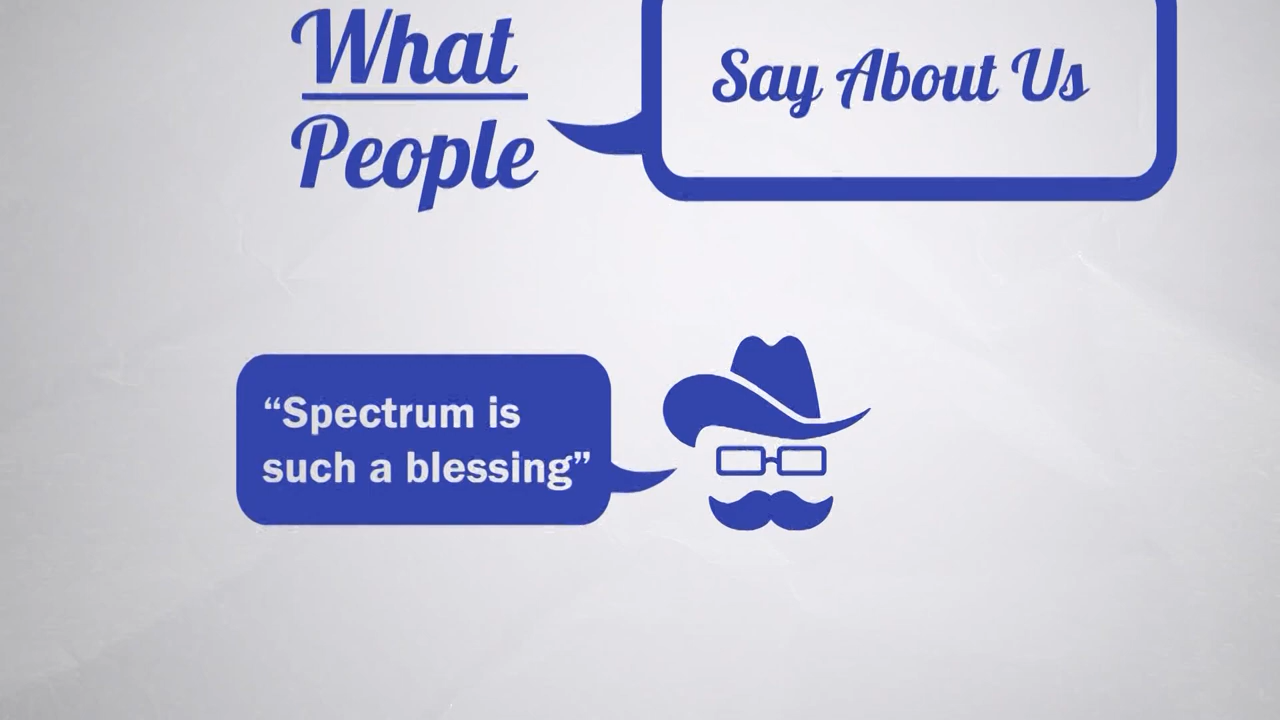 What
People
Say About Us
“Spectrum is
such a blessing”